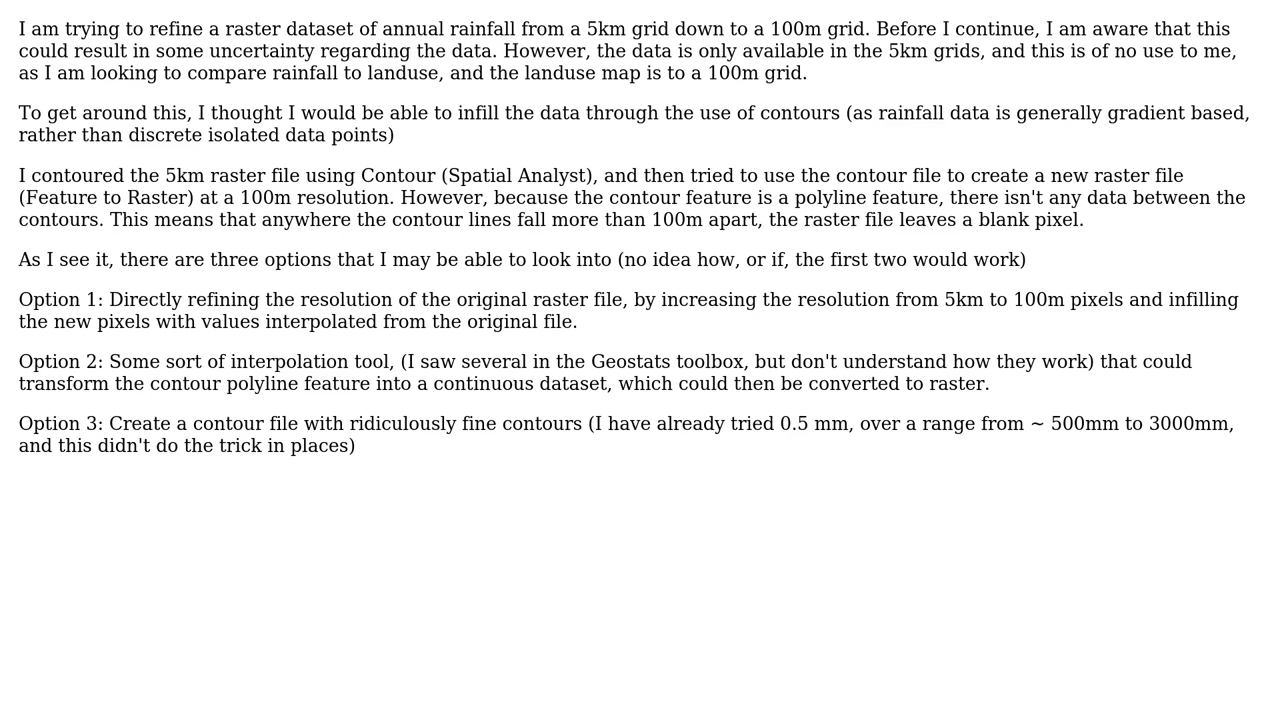 I am trying to refine a raster dataset of annual rainfall from a 5km grid down to a 100m grid. Before I continue, I am aware that this
could result in some uncertainty regarding the data. However, the data is only available in the 5km grids, and this is of no use to me,
as I am looking to compare rainfall to landuse, and the landuse map is to a 100m grid.
To get around this, I thought I would be able to infill the data through the use of contours (as rainfall data is generally gradient based,
rather than discrete isolated data points)
I contoured the 5km raster file using Contour (Spatial Analyst), and then tried to use the contour file to create a new raster file
(Feature to Raster) at a 100m resolution. However, because the contour feature is a polyline feature, there isn't any data between the
contours. This means that anywhere the contour lines fall more than 100m apart, the raster file leaves a blank pixel.
As I see it, there are three options that I may be able to look into (no idea how, or if, the first two would work)
Option 1: Directly refining the resolution of the original raster file, by increasing the resolution from 5km to 100m pixels and infilling
the new pixels with values interpolated from the original file.
Option 2: Some sort of interpolation tool, (I saw several in the Geostats toolbox, but don't understand how they work) that could
transform the contour polyline feature into a continuous dataset, which could then be converted to raster.
Option 3: Create a contour file with ridiculously fine contours (I have already tried 0.5 mm, over a range from ~ 500mm to 3000mm,
and this didn't do the trick in places)